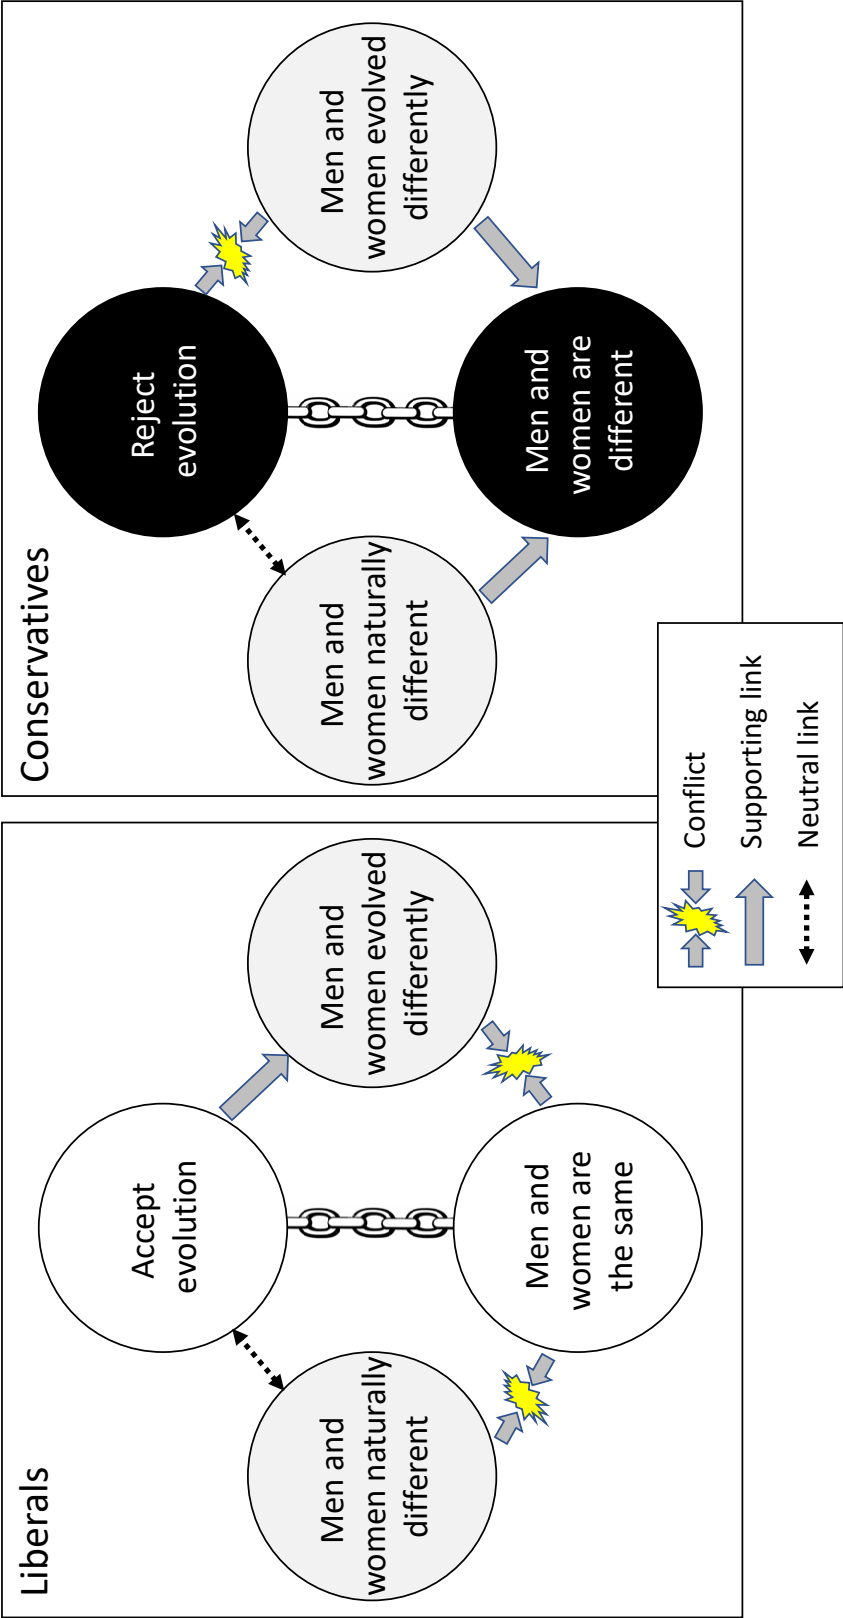 Liberals
Accept
evolution
Men and
women naturally
different
Men and
women evolved
differently
Men and
women are
the same
Conservatives
Reject
evolution
Men and
women naturally
different
Men and
women evolved
differently
Men and
women are
different
Conflict
Supporting link
Neutral link